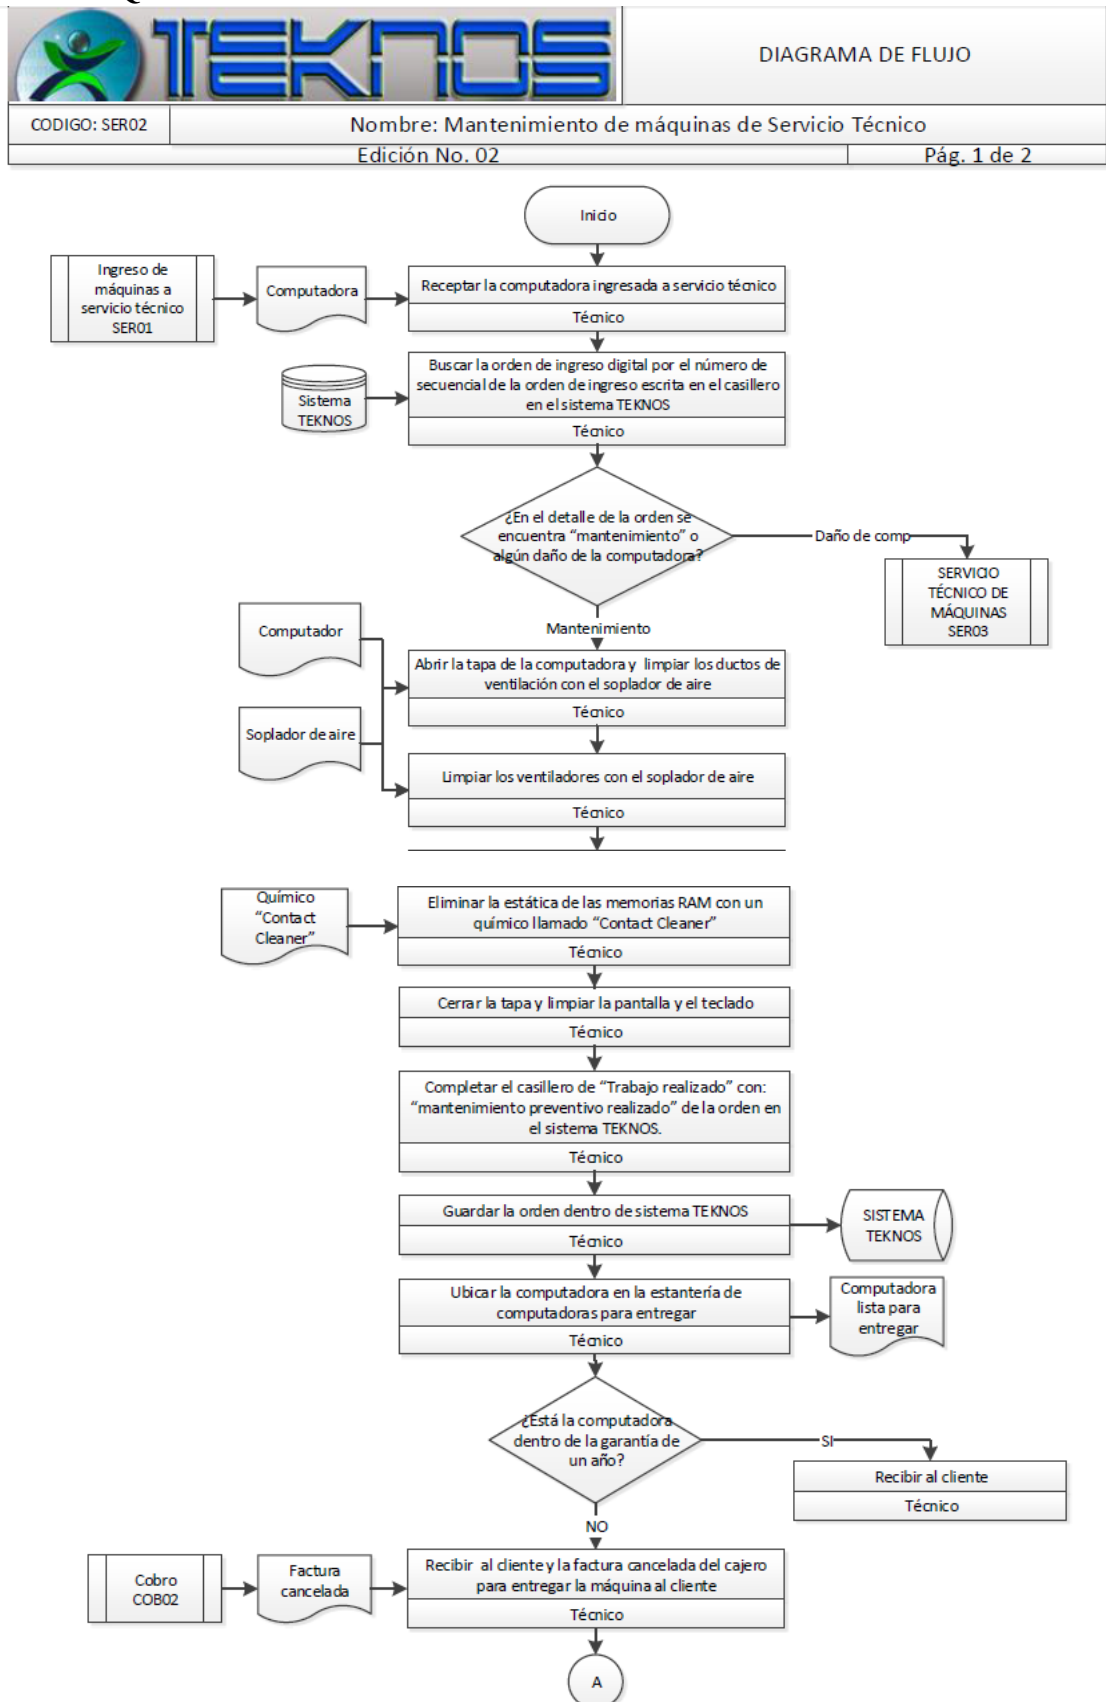 TEKNOS
DIAGRAMA DE FLUJO
CODIGO: SER02
Nombre: Mantenimiento de máquinas de Servicio Técnico
Edición No. 02
Pág. 1 de 2
Inicio
Ingreso de
máquinas a
servicio técnico
SER01
Computadora
Receptar la computadora ingresada a servicio técnico
Técnico
Sistema
TEKNOS
Buscar la orden de ingreso digital por el número de
secuencial de la orden de ingreso escrita en el casillero
en el sistema TEKNOS
Técnico
¿En el detalle de la orden se
encuentra “mantenimiento” o
algún daño de la computadora?
Daño de comp
SERVICIO
TÉCNICO DE
MÁQUINAS
SER03
Mantenimiento
Computador
Abrir la tapa de la computadora y limpiar los ductos de
ventilación con el soplador de aire
Técnico
Soplador de aire
Limpiar los ventiladores con el soplador de aire
Técnico
Químico
“Contact
Cleaner”
Eliminar la estática de las memorias RAM con un
químico llamado “Contact Cleaner”
Técnico
Cerrar la tapa y limpiar la pantalla y el teclado
Técnico
Completar el casillero de “Trabajo realizado” con:
“mantenimiento preventivo realizado” de la orden en
el sistema TEKNOS.
Técnico
Guardar la orden dentro de sistema TEKNOS
Técnico
SISTEMA
TEKNOS
Ubicar la computadora en la estantería de
computadoras para entregar
Técnico
Computadora
lista para
entregar
¿Está la computadora
dentro de la garantía de
un año?
SI
Recibir al cliente
Técnico
NO
Cobro
COB02
Factura
cancelada
Recibir al cliente y la factura cancelada del cajero
para entregar la máquina al cliente
Técnico
A